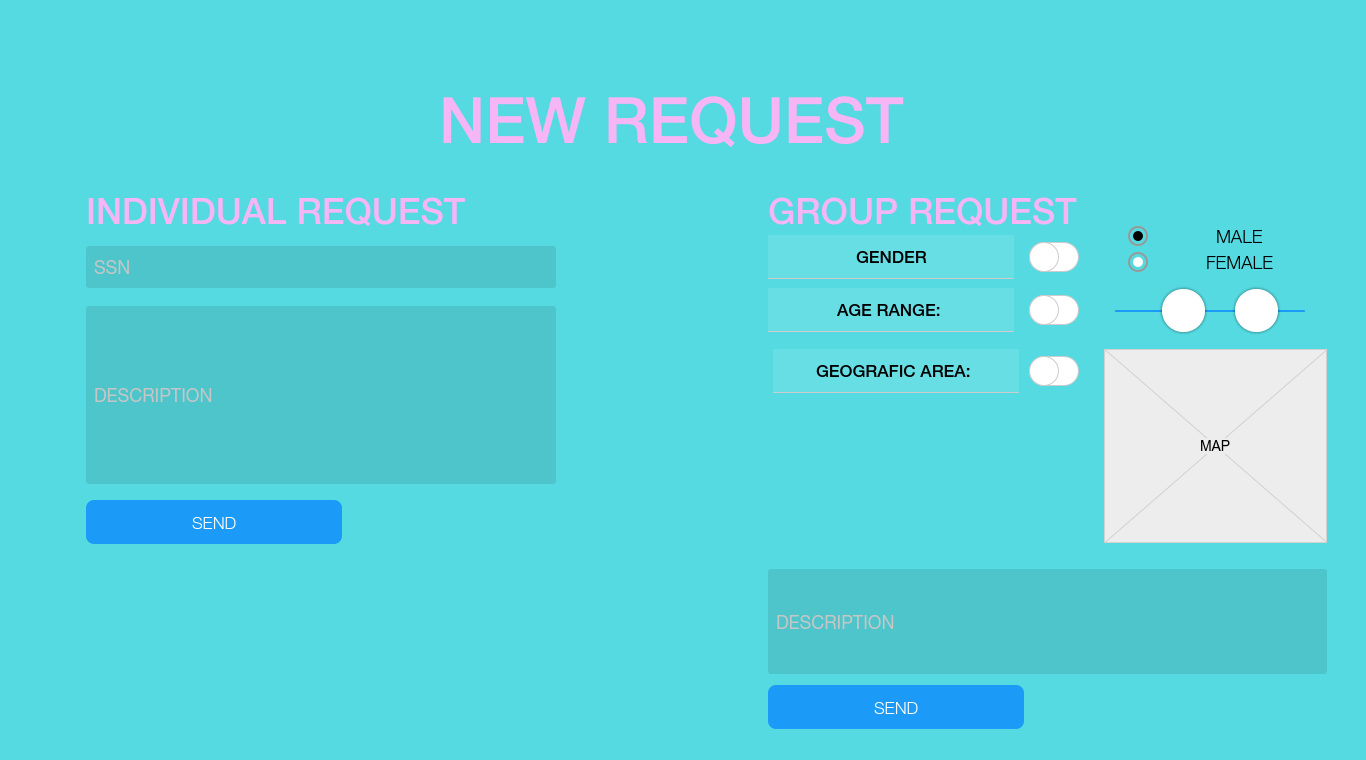 NEW REQUEST
INDIVIDUAL REQUEST
SSN
DESCRIPTION
SEND
GROUP REQUEST
GENDER
MALE
FEMALE
AGE RANGE:
GEOGRAFIC AREA:
MAP
DESCRIPTION
SEND